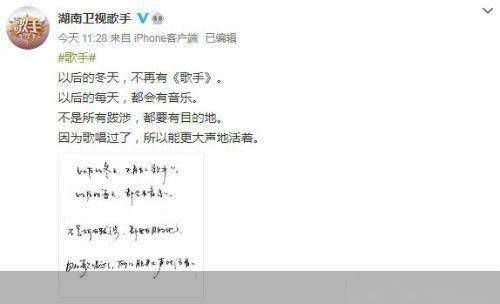 歌手
湖南卫视歌手
今天 11:28 来自 iPhone客户端 已编辑
#歌手#
以后的冬天，不再有《歌手》。
以后的每天，都会有音乐。
不是所有跋涉，都要有目的地。
因为歌唱过了，所以能更大声地活着。
以后的冬天，不再有《歌手》。
以后的每天，都会有音乐。
不是所有跋涉，都要有目的地。
因为歌唱过了，所以能更大声的活着。